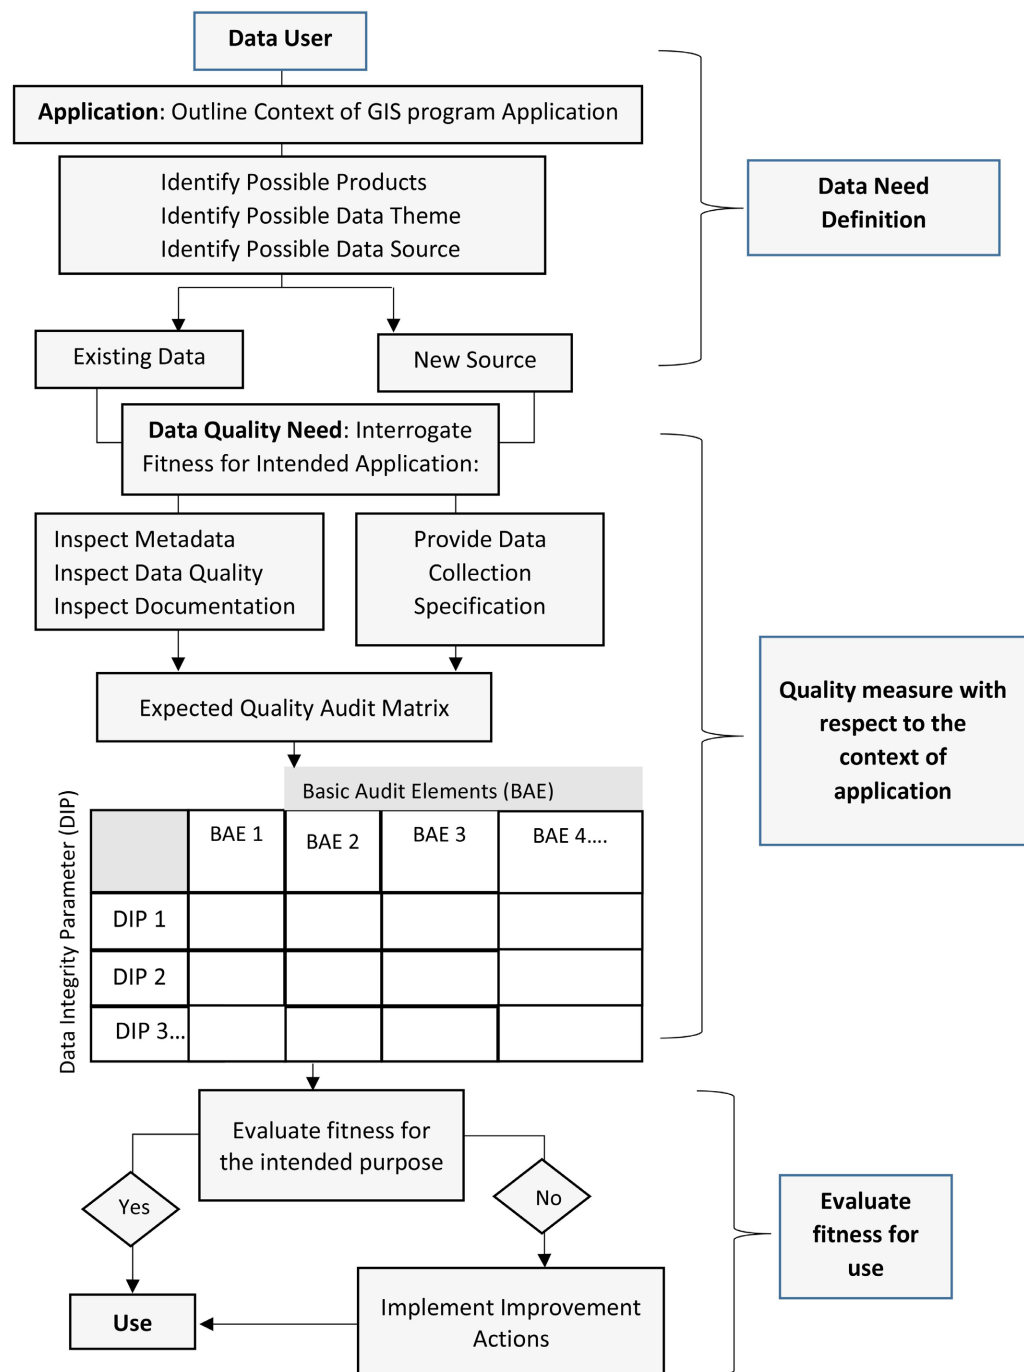 Data User
Application: Outline Context of GIS program Application
Identify Possible Products
Identify Possible Data Theme
Identify Possible Data Source
Data Need
Definition
Existing Data
New Source
Data Quality Need: Interrogate
Fitness for Intended Application:
Inspect Metadata
Inspect Data Quality
Inspect Documentation
Provide Data
Collection
Specification
Expected Quality Audit Matrix
Quality measure with
respect to the
context of
application
Basic Audit Elements (BAE)
Data Integrity Parameter (DIP)
BAE 1
BAE 2
BAE 3
BAE 4....
DIP 1
DIP 2
DIP 3...
Evaluate fitness for
the intended purpose
Yes
No
Evaluate
fitness for
use
Use
Implement Improvement
Actions